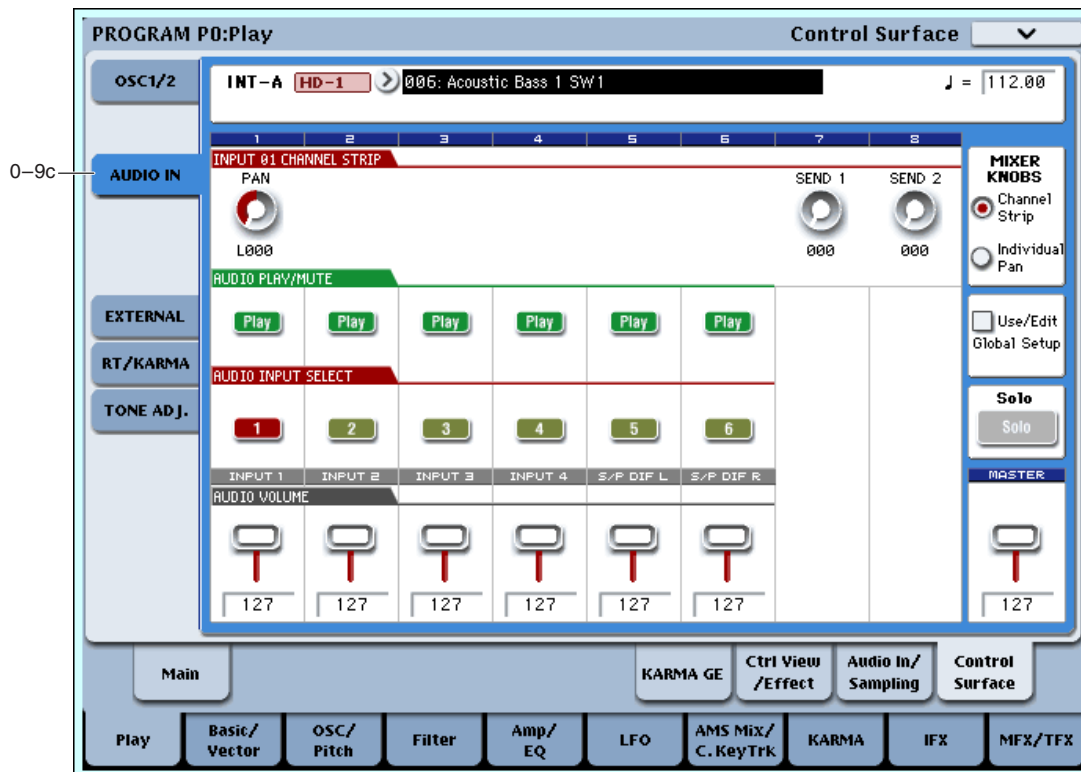 PROGRAM P0:Play Control Surface
OSC1/2
INT-A HD-1 006: Acoustic Bass 1 SW1 ♩ = 112.00
1 2 3 4 5 6 7 8
0–9c
AUDIO IN
INPUT 01 CHANNEL STRIP
PAN SEND 1 SEND 2
L000 000 000
MIXER
KNOBS
Channel
Strip
Individual
Pan
AUDIO PLAY/MUTE
EXTERNAL
Play Play Play Play Play Play
Use/Edit
Global Setup
RT/KARMA
AUDIO INPUT SELECT
TONE ADJ.
1 2 3 4 5 6
Solo
Solo
INPUT 1 INPUT 2 INPUT 3 INPUT 4 S/P DIF L S/P DIF R
MASTER
AUDIO VOLUME
127 127 127 127 127 127 127
Main
KARMA GE
Ctrl View
/Effect
Audio In/
Sampling
Control
Surface
Play
Basic/
Vector
OSC/
Pitch
Filter
Amp/
EQ
LFO
AMS Mix/
C.KeyTrk
KARMA
IFX
MFX/TFX